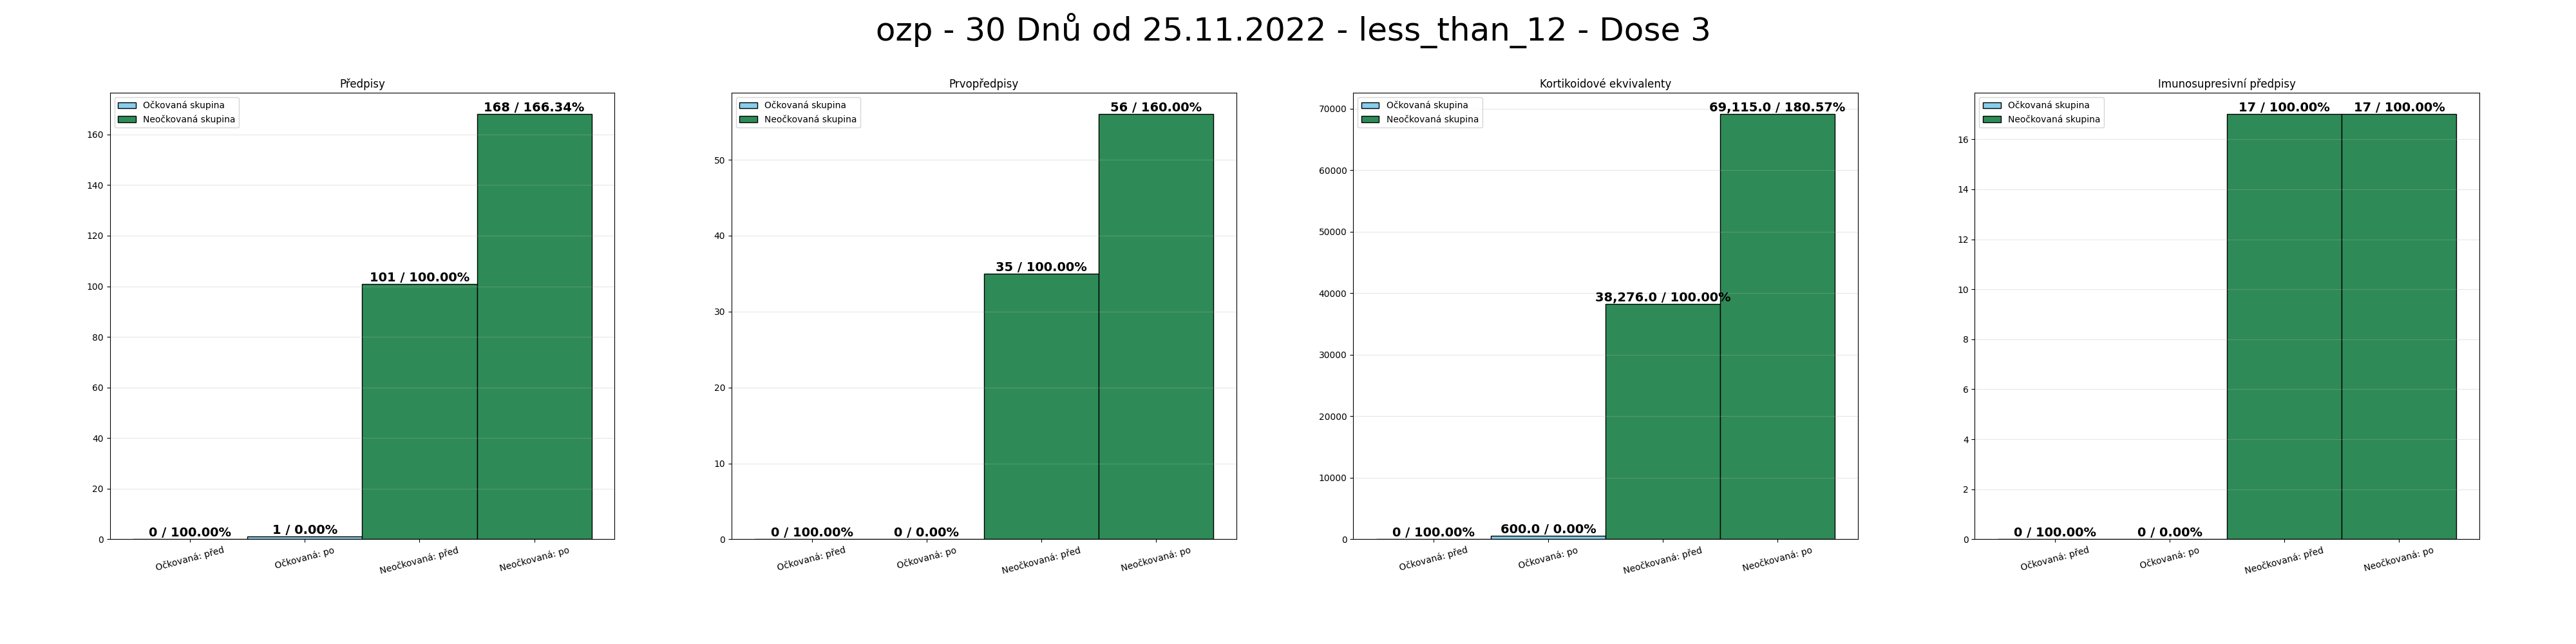 ozp - 30 Dnů od 25.11.2022 - less_than_12 - Dose 3
Předpisy
Očkovaná skupina
Neočkovaná skupina
160
140
120
100
80
60
40
20
0
0 / 100.00%
1 / 0.00%
101 / 100.00%
168 / 166.34%
Očkovaná: před
Očkovaná: po
Neočkovaná: před
Neočkovaná: po
Prvopředpisy
Očkovaná skupina
Neočkovaná skupina
50
40
30
20
10
0
0 / 100.00%
0 / 0.00%
35 / 100.00%
56 / 160.00%
Očkovaná: před
Očkovaná: po
Neočkovaná: před
Neočkovaná: po
Kortikoidové ekvivalenty
Očkovaná skupina
Neočkovaná skupina
70000
60000
50000
40000
30000
20000
10000
0
0 / 100.00%
600.0 / 0.00%
38,276.0 / 100.00%
69,115.0 / 180.57%
Očkovaná: před
Očkovaná: po
Neočkovaná: před
Neočkovaná: po
Imunosupresivní předpisy
Očkovaná skupina
Neočkovaná skupina
16
14
12
10
8
6
4
2
0
0 / 100.00%
0 / 0.00%
17 / 100.00%
17 / 100.00%
Očkovaná: před
Očkovaná: po
Neočkovaná: před
Neočkovaná: po